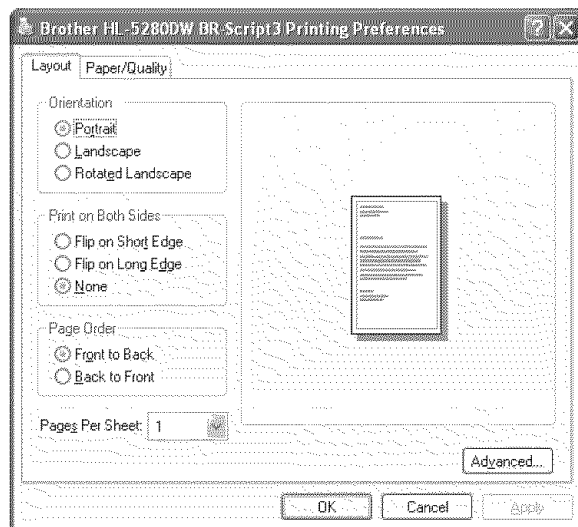 Brother HL-5280DW BR-Script3 Printing Preferences
Layout
Paper/Quality
Orientation
Portrait
Landscape
Rotated Landscape
Print on Both Sides
Flip on Short Edge
Flip on Long Edge
None
Page Order
Front to Back
Back to Front
Pages Per Sheet: 1
Advanced...
OK
Cancel
Apply